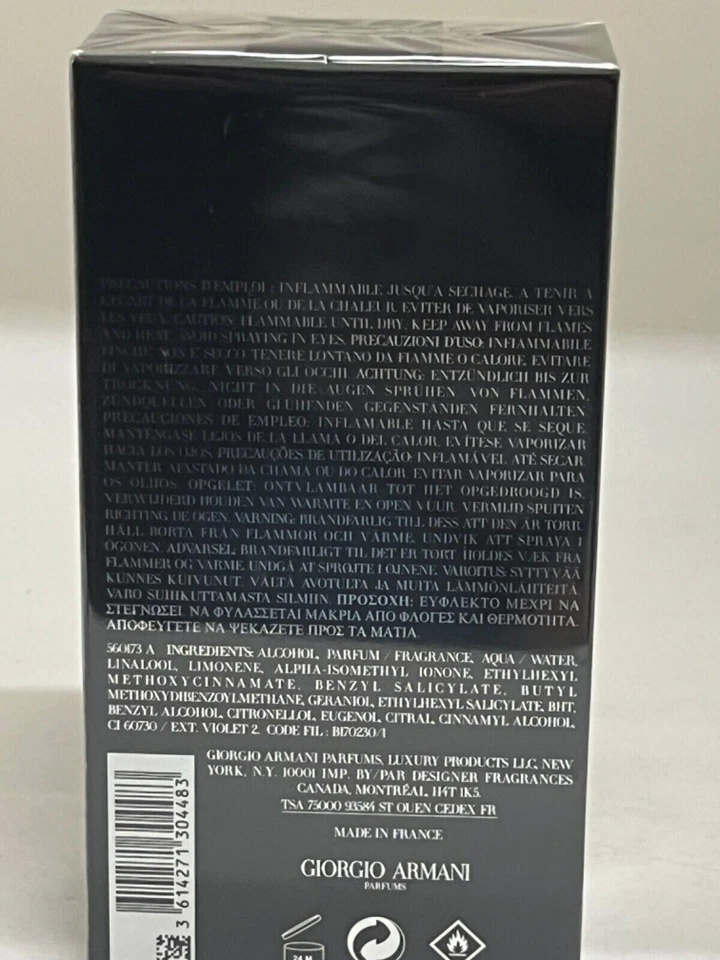 PRECAUTIONS D'EMPLOI : INFLAMMABLE JUSQU'A SECHAGE. A TENIR A
L'ECART DE LA FLAMME OU DE LA CHALEUR. EVITER DE VAPORISER VERS
LES YEUX. CAUTION: FLAMMABLE UNTIL DRY. KEEP AWAY FROM FLAMES
AND HEAT. AVOID SPRAYING IN EYES. PRECAUZIONI D'USO: INFIAMMABILE
FINCHE' NON E' SECCO. TENERE LONTANO DA FIAMME O CALORE. EVITARE
DI VAPORIZZARE VERSO GLI OCCHI. ACHTUNG: ENTZÜNDLICH BIS ZUR
TROCKNUNG. NICHT IN DIE AUGEN SPRÜHEN. VON FLAMMEN,
ZÜNDQUELLEN ODER GLÜHENDEN GEGENSTÄNDEN FERNHALTEN.
PRECAUCIONES DE EMPLEO: INFLAMABLE HASTA QUE SE SEQUE.
MANTÉNGASE LEJOS DE LA LLAMA O DEL CALOR. EVÍTESE VAPORIZAR
HACIA LOS OJOS. PRECAUÇÕES DE UTILIZAÇÃO: INFLAMÁVEL ATÉ SECAR.
MANTER AFASTADO DA CHAMA OU DO CALOR. EVITAR VAPORIZAR PARA
OS OLHOS. OPGELET: ONTVLAMBAAR TOT HET OPGEDROOGD IS.
VERWIJDERD HOUDEN VAN WARMTE EN OPEN VUUR. VERMIJD SPUITEN
RICHTING DE OGEN. VARNING: BRANDFARLIG TILL DESS ATT DEN ÄR TORR.
HÅLL BORTA FRÅN FLAMMOR OCH VÄRME. UNDVIK ATT SPRAYA I
ÖGONEN. ADVARSEL: BRANDFARLIGT TIL DET ER TØRT. HOLDES VÆK FRA
FLAMMER OG VARME. UNDGÅ AT SPRØJTE I ØJNENE. VAROITUS: SYTTYVÄÄ
KUNNES KUIVUNUT. VÄLTÄ AVOTULTA JA MUITA LÄMMÖNLÄHTEITÄ.
VARO SUIHKUTTAMASTA SILMIIN. ΠΡΟΣΟΧΗ: ΕΥΦΛΕΚΤΟ ΜΕΧΡΙ ΝΑ
ΣΤΕΓΝΩΣΕΙ. ΝΑ ΦΥΛΑΣΣΕΤΑΙ ΜΑΚΡΙΑ ΑΠΟ ΦΛΟΓΕΣ ΚΑΙ ΘΕΡΜΟΤΗΤΑ.
ΑΠΟΦΕΥΓΕΤΕ ΝΑ ΨΕΚΑΖΕΤΕ ΠΡΟΣ ΤΑ ΜΑΤΙΑ.
560173 A INGREDIENTS: ALCOHOL, PARFUM / FRAGRANCE, AQUA / WATER,
LINALOOL, LIMONENE, ALPHA-ISOMETHYL IONONE, ETHYLHEXYL
METHOXYCINNAMATE, BENZYL SALICYLATE, BUTYL
METHOXYDIBENZOYLMETHANE, GERANIOL, ETHYLHEXYL SALICYLATE, BHT,
BENZYL ALCOHOL, CITRONELLOL, EUGENOL, CITRAL, CINNAMYL ALCOHOL,
CI 60730 / EXT. VIOLET 2. CODE FIL : B170230/1
GIORGIO ARMANI PARFUMS, LUXURY PRODUCTS LLC, NEW
YORK, N.Y. 10001 IMP. BY/PAR DESIGNER FRAGRANCES
CANADA, MONTRÉAL, H4T 1K5.
TSA 75000 93584 ST OUEN CEDEX FR
MADE IN FRANCE
GIORGIO ARMANI
PARFUMS
3 614271 304483
24 M